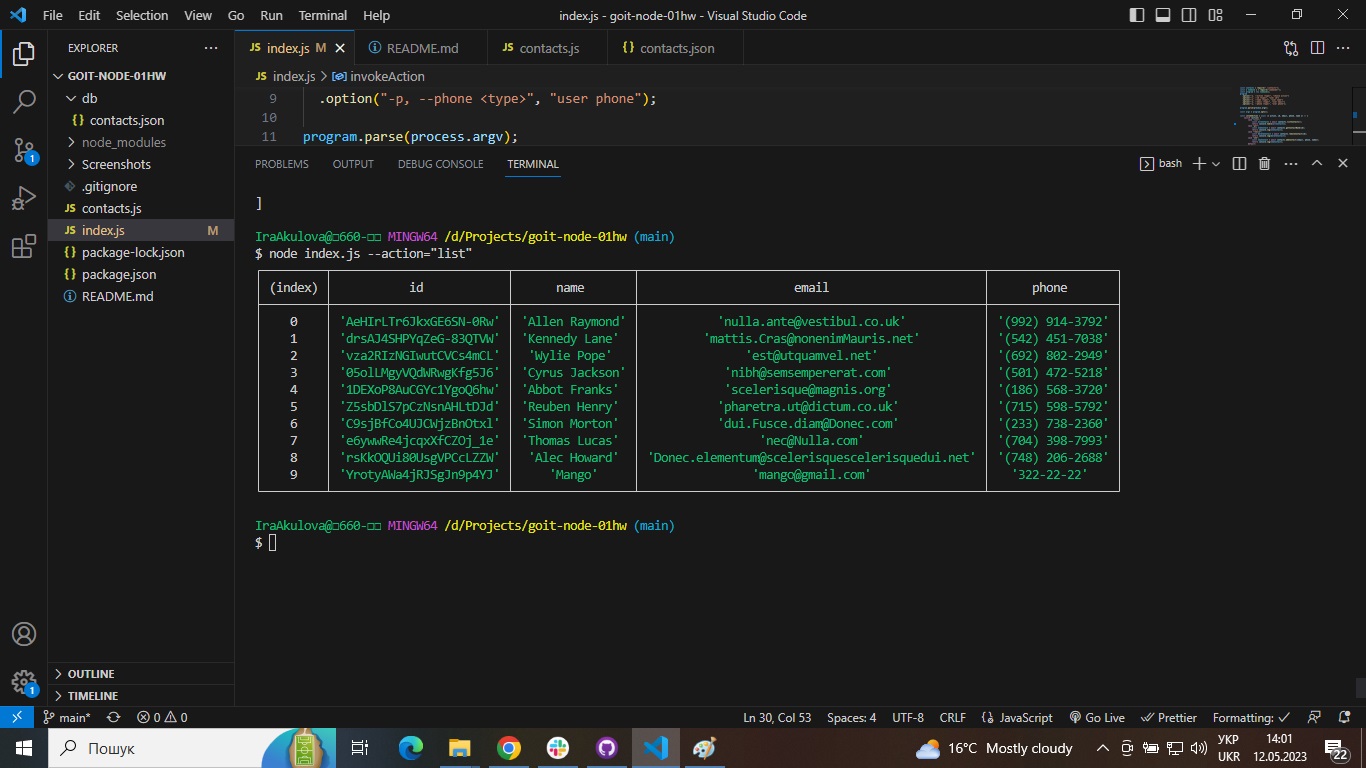 File Edit Selection View Go Run Terminal Help index.js - goit-node-01hw - Visual Studio Code
EXPLORER
GOIT-NODE-01HW
db
{} contacts.json
node_modules
Screenshots
.gitignore
JS contacts.js
JS index.js M
{} package-lock.json
{} package.json
README.md
OUTLINE
TIMELINE
1
1
JS index.js M README.md JS contacts.js {} contacts.json
JS index.js > invokeAction
9 .option("-p, --phone <type>", "user phone");
10
11 program.parse(process.argv);
PROBLEMS OUTPUT DEBUG CONSOLE TERMINAL bash
]
IraAkulova@□660-□□ MINGW64 /d/Projects/goit-node-01hw (main)
$ node index.js --action="list"
(index) id name email phone
0 'AeHIrLTr6JkxGE6SN-0Rw' 'Allen Raymond' 'nulla.ante@vestibul.co.uk' '(992) 914-3792'
1 'drsAJ4SHPYqZeG-83QTVW' 'Kennedy Lane' 'mattis.Cras@nonenimMauris.net' '(542) 451-7038'
2 'vza2RIzNGIwutCVCs4mCL' 'Wylie Pope' 'est@utquamvel.net' '(692) 802-2949'
3 '05olLMgyVQdWRwgKfg5J6' 'Cyrus Jackson' 'nibh@semsempererat.com' '(501) 472-5218'
4 '1DEXoP8AuCGYc1YgoQ6hw' 'Abbot Franks' 'scelerisque@magnis.org' '(186) 568-3720'
5 'Z5sbDlS7pCzNsnAHLtDJd' 'Reuben Henry' 'pharetra.ut@dictum.co.uk' '(715) 598-5792'
6 'C9sjBfCo4UJCWjzBnOtxl' 'Simon Morton' 'dui.Fusce.diam@Donec.com' '(233) 738-2360'
7 'e6ywwRe4jcqxXfCZOj_1e' 'Thomas Lucas' 'nec@Nulla.com' '(704) 398-7993'
8 'rsKkOQUi80UsgVPCcLZZW' 'Alec Howard' 'Donec.elementum@scelerisquescelerisquedui.net' '(748) 206-2688'
9 'YrotyAWa4jRJSgJn9p4YJ' 'Mango' 'mango@gmail.com' '322-22-22'
IraAkulova@□660-□□ MINGW64 /d/Projects/goit-node-01hw (main)
$
main* 0 0 Ln 30, Col 53 Spaces: 4 UTF-8 CRLF {} JavaScript Go Live Prettier Formatting:
Пошук 16°C Mostly cloudy УКР 14:01
UKR 12.05.2023 22